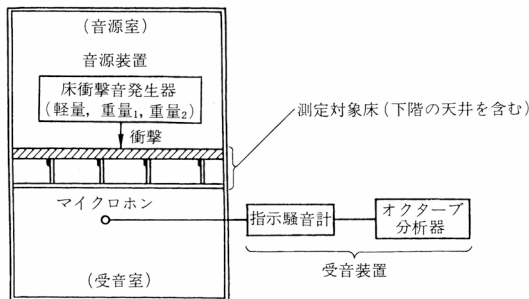 (音源室)
音源装置
床衝撃音発生器
(軽量, 重量₁, 重量₂)
衝撃
測定対象床(下階の天井を含む)
マイクロホン
指示騒音計
オクターブ
分析器
受音装置
(受音室)